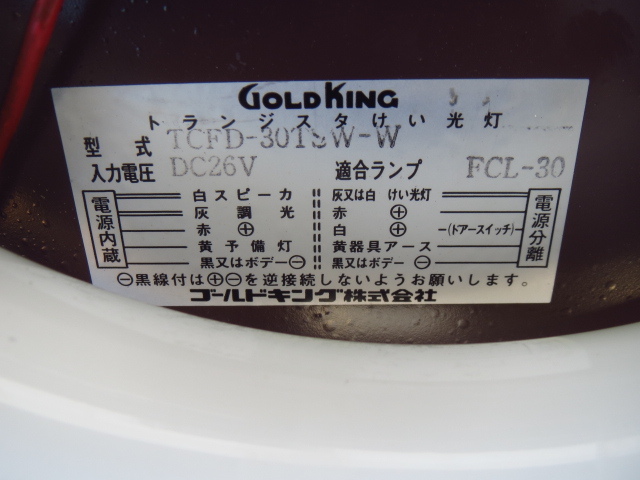 GOLDKING
トランジスタけい光灯
型式 TCFD-30TSW-W
入力電圧 DC26V 適合ランプ FCL-30
電源内蔵
白スピーカ
灰調光
赤⊕
黄予備灯
黒又はボデー⊖
灰又は白 けい光灯
赤 ⊕
白 ⊕ (トアースイッチ)
黄器具アース
灰又はボデー⊖
電源分離
⊖黒線付は⊕⊖を逆接続しないようお願いします。
ゴールドキング株式会社